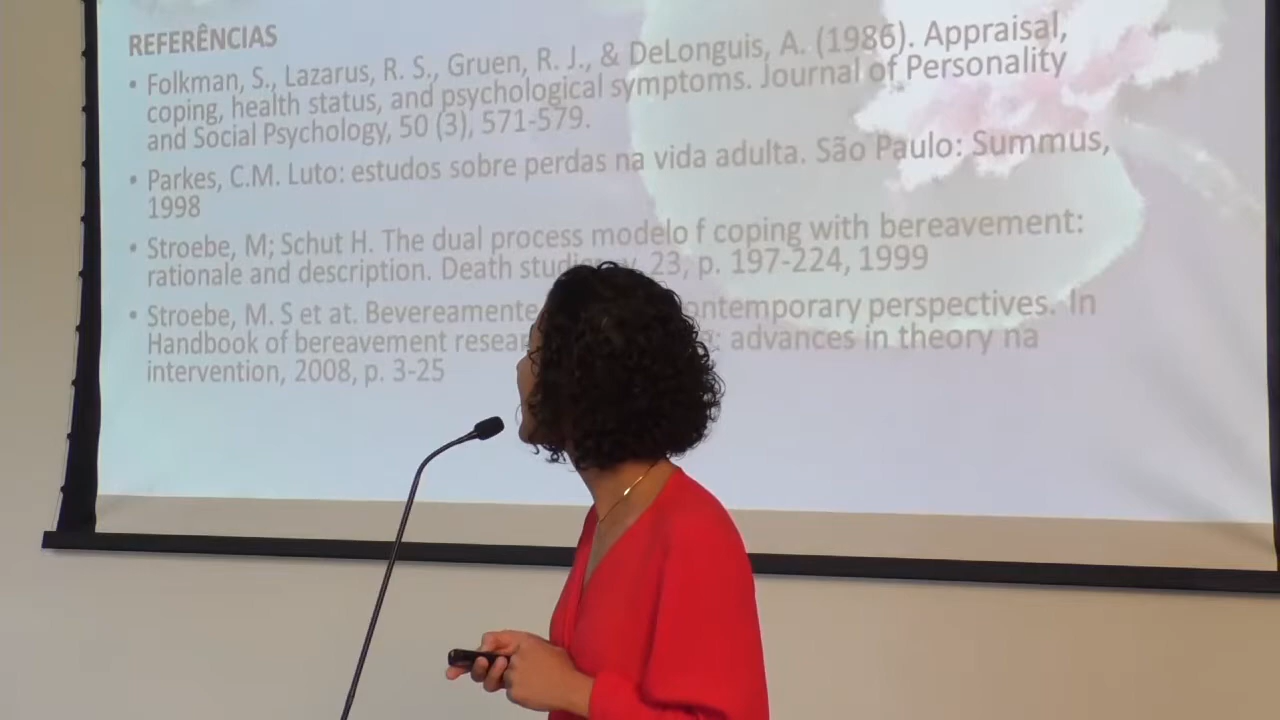 REFERÊNCIAS
• Folkman, S., Lazarus, R. S., Gruen, R. J., & DeLonguis, A. (1986). Appraisal,
coping, health status, and psychological symptoms. Journal of Personality
and Social Psychology, 50 (3), 571-579.
• Parkes, C.M. Luto: estudos sobre perdas na vida adulta. São Paulo: Summus,
1998
• Stroebe, M; Schut H. The dual process modelo f coping with bereavement:
rationale and description. Death 23, p. 197-224, 1999
• Stroebe, M. S et at. Bevereamente perspectives. In
Handbook of bereavement advances in theory na
intervention, 2008, p. 3-25